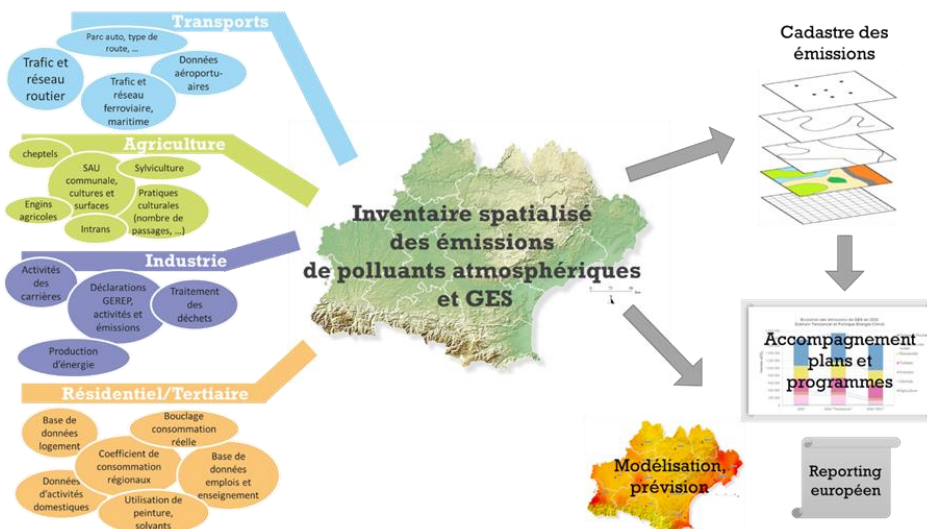 Transports
Parc auto, type de
route, ...
Trafic et
réseau
routier
Données
aéroportu-
aires
Trafic et
réseau
ferroviaire,
maritime
Agriculture
cheptels
SAU
communale,
cultures et
surfaces
Sylviculture
Engins
agricoles
Pratiques
culturales
(nombre de
passages, ...)
Intrans
Industrie
Activités
des
carrières
Déclarations
GEREP,
activités et
émissions
Traitement
des
déchets
Production
d'énergie
Résidentiel/Tertiaire
Base de
données
logement
Bouclage
consommation
réelle
Coefficient de
consommation
régionaux
Base de
données
emplois et
enseignement
Données
d'activités
domestiques
Utilisation de
peinture,
solvants
Inventaire spatialisé
des émissions
de polluants atmosphériques
et GES
Cadastre des
émissions
Accompagnement
plans et
programmes
Modélisation,
prévision
Reporting
européen